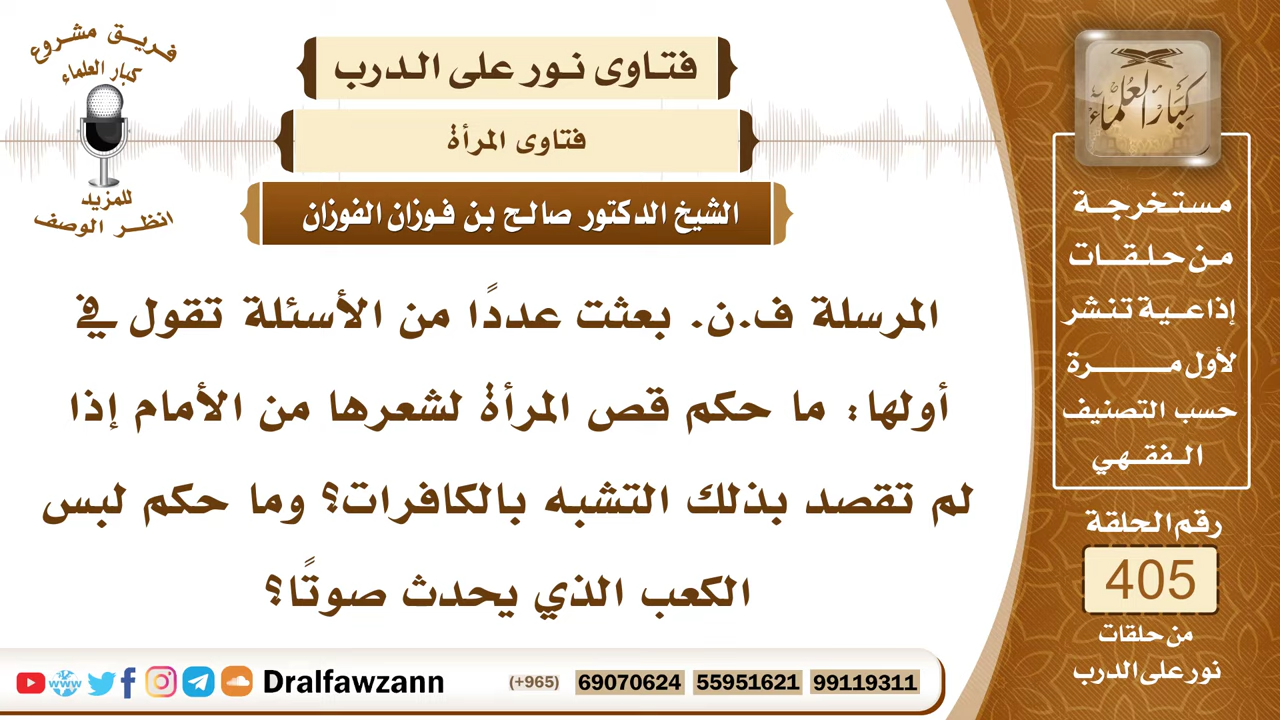 فريق مشروع
كبار العلماء
للمزيد
انظر الوصف
فتاوى نور على الدرب
فتاوى المرأة
الشيخ الدكتور صالح بن فوزان الفوزان
المرسلة ف.ن. بعثت عددًا من الأسئلة تقول في
أولها: ما حكم قص المرأة لشعرها من الأمام إذا
لم تقصد بذلك التشبه بالكافرات؟ وما حكم لبس
الكعب الذي يحدث صوتًا؟
كبار العلماء
مستخرجة
من حلقات
إذاعية تنشر
لأول مرة
حسب التصنيف
الفقهي
رقم الحلقة
405
من حلقات
نور على الدرب
www Dralfawzann (+965) 69070624 55951621 99119311